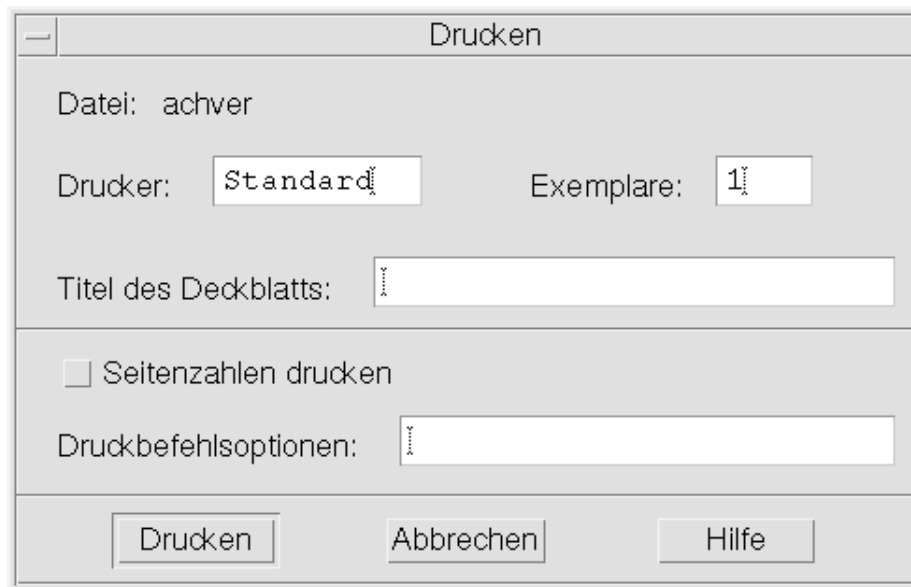 Drucken
Datei: achver
Drucker: Standard Exemplare: 1
Titel des Deckblatts:
Seitenzahlen drucken
Druckbefehlsoptionen:
Drucken Abbrechen Hilfe